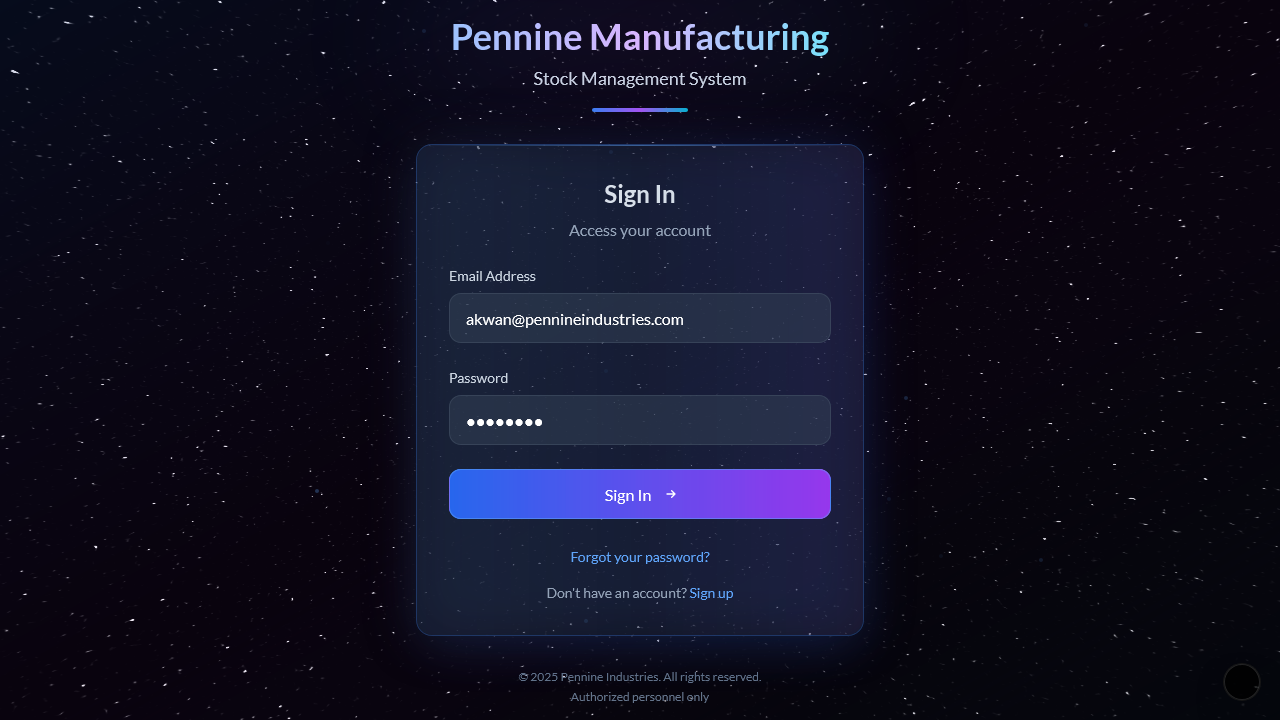 Pennine Manufacturing
Stock Management System
Sign In
Access your account
Email Address
akwan@pennineindustries.com
Password
●●●●●●●●
Sign In →
Forgot your password?
Don't have an account? Sign up
© 2025 Pennine Industries. All rights reserved.
Authorized personnel only